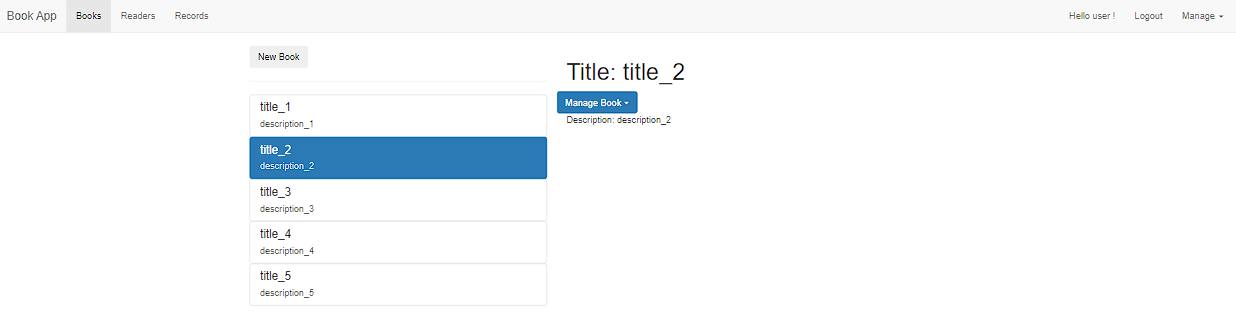 Book App Books Readers Records Hello user ! Logout Manage
New Book
title_1
description_1
title_2
description_2
title_3
description_3
title_4
description_4
title_5
description_5
Title: title_2
Manage Book
Description: description_2